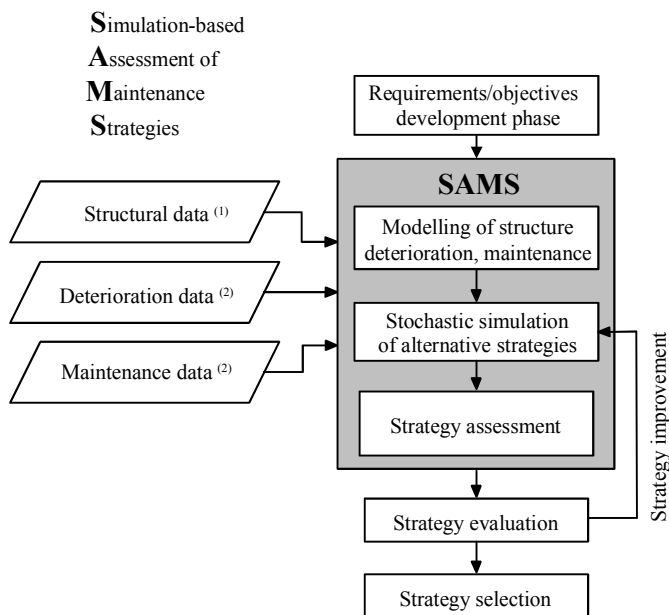 Simulation-based
Assessment of
Maintenance
Strategies
Requirements/objectives
development phase
SAMS
Structural data (1)
Modelling of structure
deterioration, maintenance
Deterioration data (2)
Stochastic simulation
of alternative strategies
Maintenance data (2)
Strategy assessment
Strategy improvement
Strategy evaluation
Strategy selection